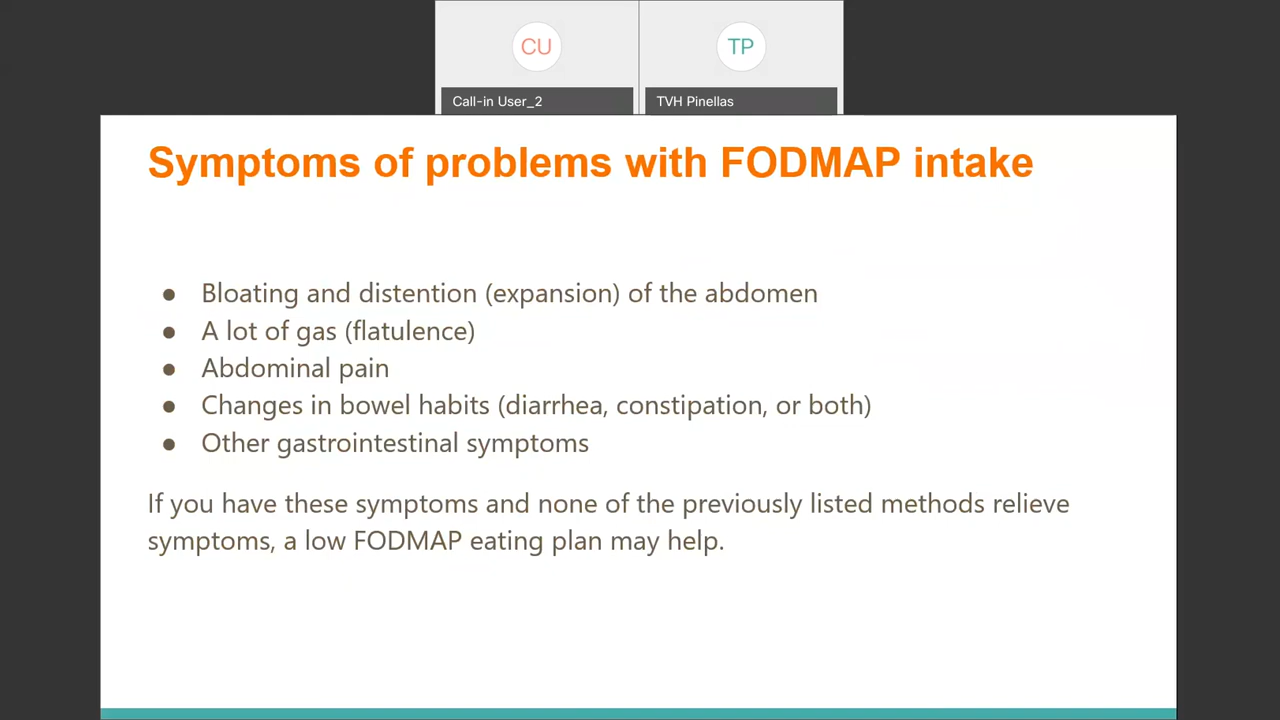 CU
TP
Call-in User_2
TVH Pinellas
Symptoms of problems with FODMAP intake
● Bloating and distention (expansion) of the abdomen
● A lot of gas (flatulence)
● Abdominal pain
● Changes in bowel habits (diarrhea, constipation, or both)
● Other gastrointestinal symptoms
If you have these symptoms and none of the previously listed methods relieve
symptoms, a low FODMAP eating plan may help.